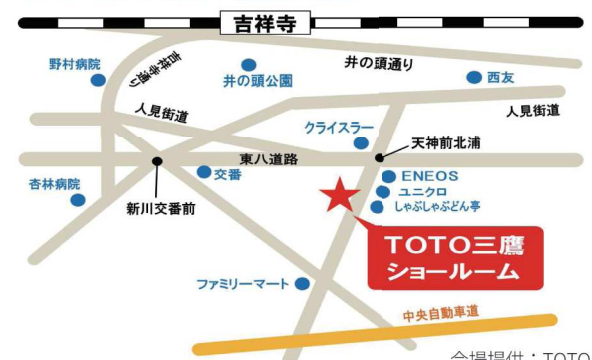 吉祥寺
野村病院
吉祥寺通り
井の頭公園
井の頭通り
西友
人見街道
人見街道
クライスラー
天神前北浦
東八道路
交番
ENEOS
ユニクロ
しゃぶしゃぶどん亭
杏林病院
新川交番前
TOTO三鷹
ショールーム
ファミリーマート
中央自動車道
会場提供：TOTO